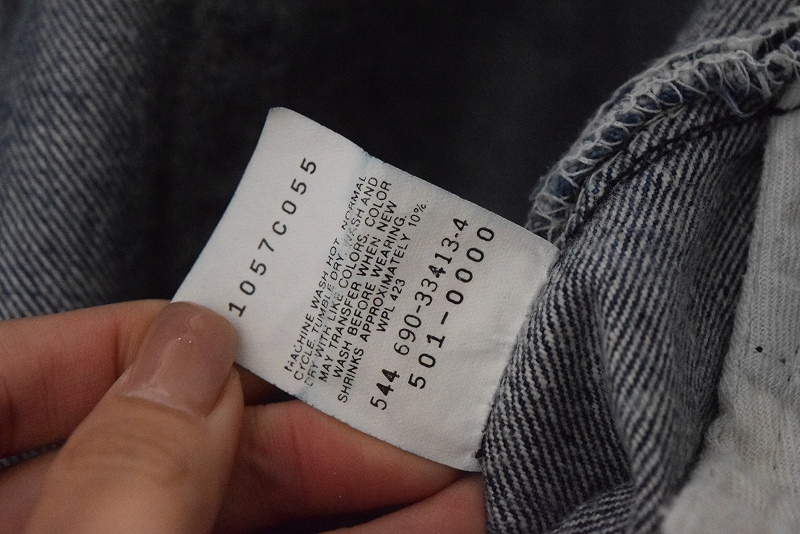 1057C055
MACHINE WASH HOT, NORMAL
CYCLE, TUMBLE DRY. WASH AND
DRY WITH LIKE COLORS. COLOR
MAY TRANSFER WHEN NEW
WASH BEFORE WEARING.
SHRINKS APPROXIMATELY 10%.
WPL 423
544 690-33413-4
501-0000